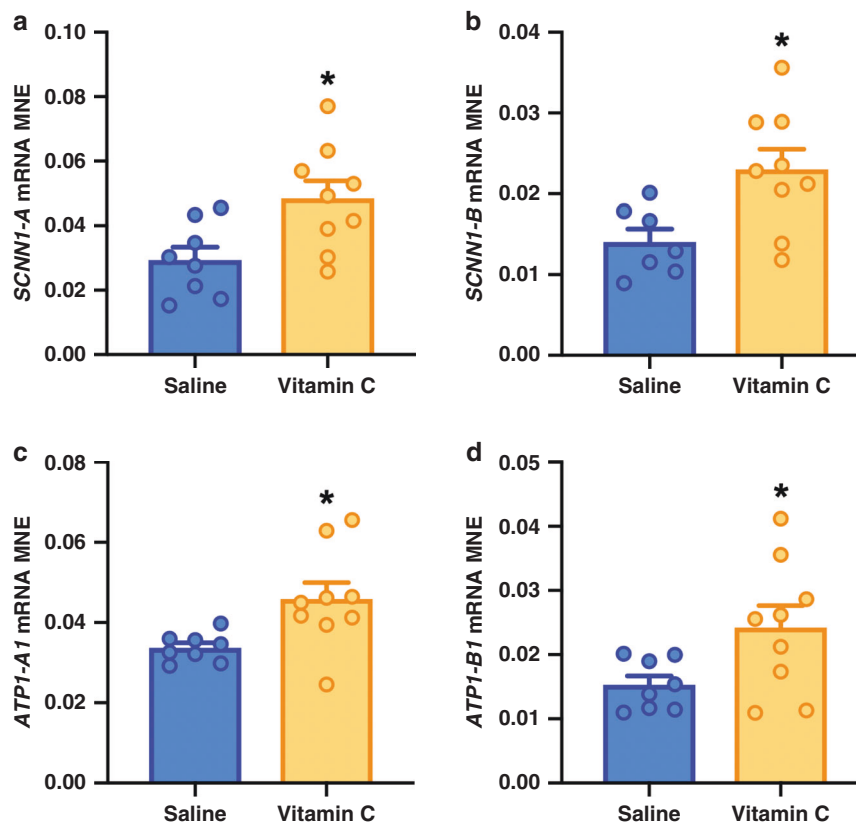 a
SCNN1-A mRNA MNE
0.10
0.08
0.06
0.04
0.02
0.00
*
Saline
Vitamin C
b
SCNN1-B mRNA MNE
0.04
0.03
0.02
0.01
0.00
*
Saline
Vitamin C
c
ATP1-A1 mRNA MNE
0.08
0.06
0.04
0.02
0.00
*
Saline
Vitamin C
d
ATP1-B1 mRNA MNE
0.05
0.04
0.03
0.02
0.01
0.00
*
Saline
Vitamin C